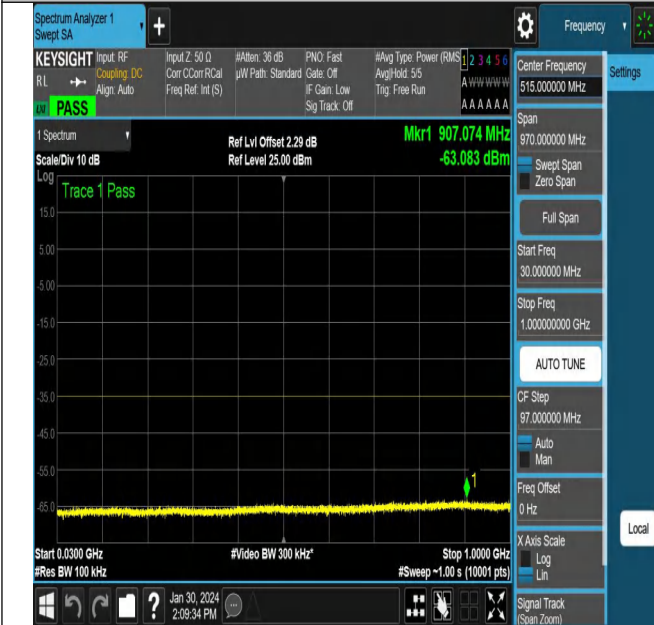 Spectrum Analyzer 1
Swept SA
+
Frequency
KEYSIGHT
RL
PASS
Input: RF
Coupling: DC
Align: Auto
Input Z: 50 Ω
Corr CCorr RCal
Freq Ref: Int (S)
#Atten: 36 dB
µW Path: Standard
PNO: Fast
Gate: Off
IF Gain: Low
Sig Track: Off
#Avg Type: Power (RMS
Avg|Hold: 5/5
Trig: Free Run
1 2 3 4 5 6
A W W W W W
A A A A A A
1 Spectrum
Scale/Div 10 dB
Ref Lvl Offset 2.29 dB
Ref Level 25.00 dBm
Mkr1 907.074 MHz
-63.083 dBm
Log
Trace 1 Pass
15.0
5.00
-5.00
-15.0
-25.0
-35.0
-45.0
-55.0
-65.0
1
Start 0.0300 GHz
#Res BW 100 kHz
#Video BW 300 kHz*
Stop 1.0000 GHz
#Sweep ~1.00 s (10001 pts)
?
Jan 30, 2024
2:09:34 PM
Center Frequency
515.000000 MHz
Span
970.000000 MHz
Swept Span
Zero Span
Full Span
Start Freq
30.000000 MHz
Stop Freq
1.000000000 GHz
AUTO TUNE
CF Step
97.000000 MHz
Auto
Man
Freq Offset
0 Hz
X Axis Scale
Log
Lin
Signal Track
(Span Zoom)
Settings
Local